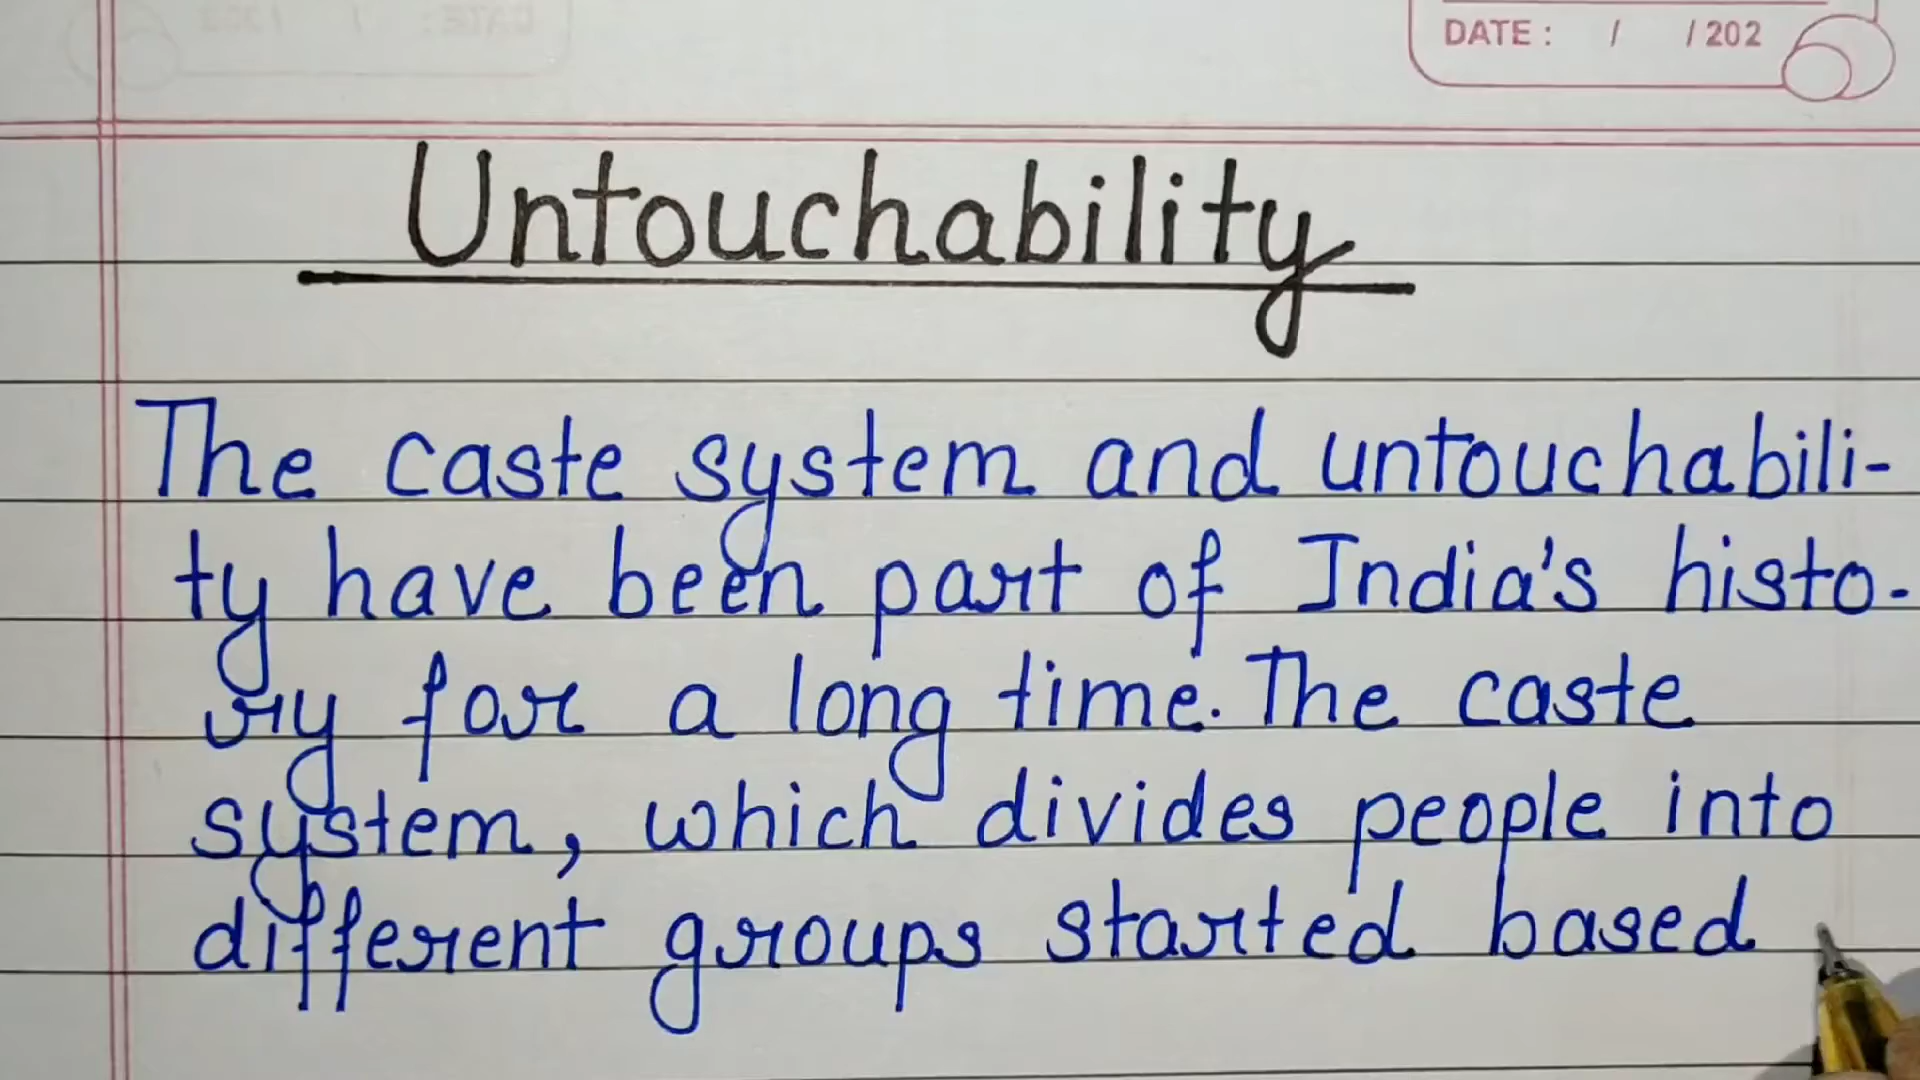 DATE : / / 202
Untouchability
The caste system and untouchabili-
ty have been part of India's histo-
ry for a long time. The caste
system, which divides people into
different groups started based